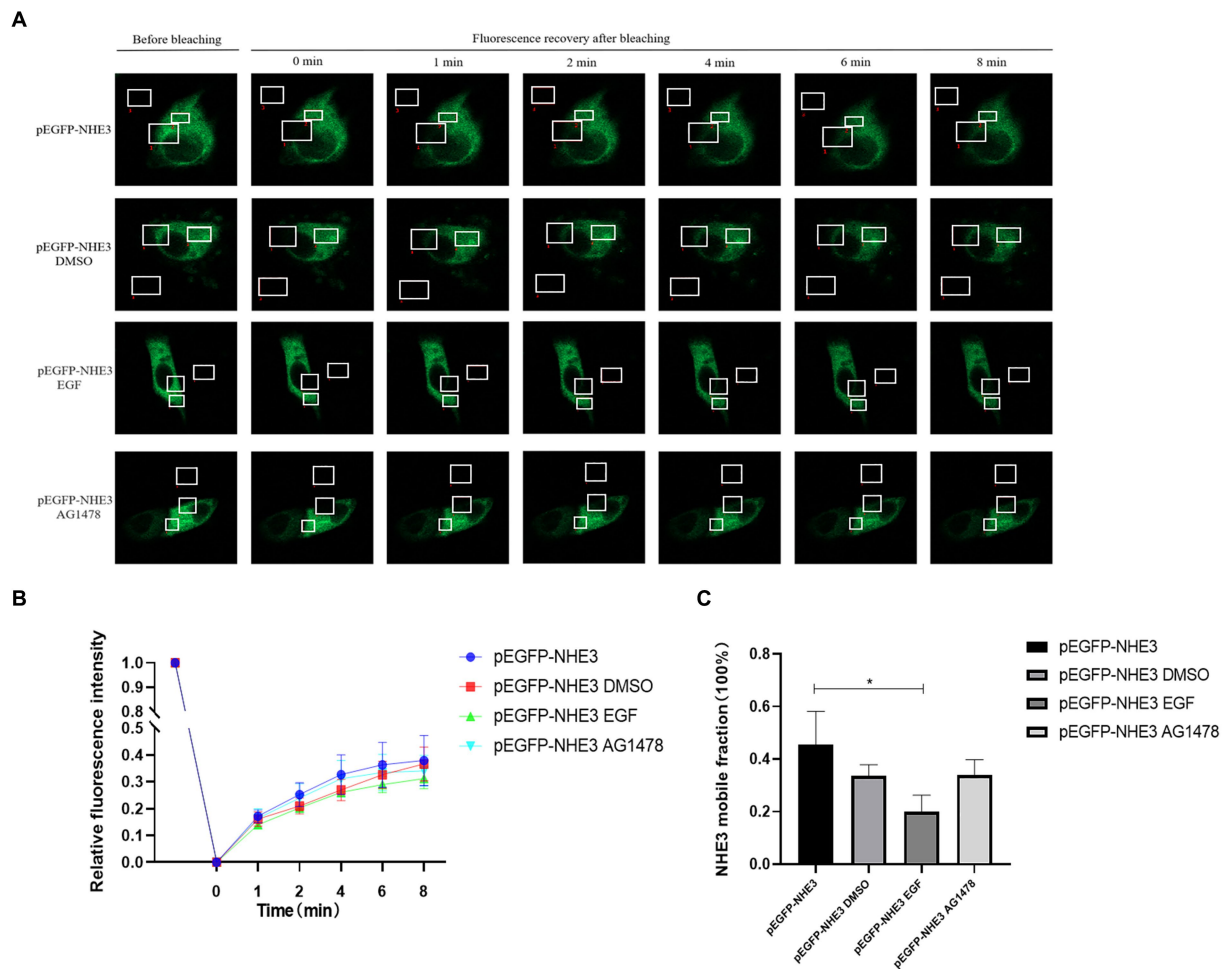 A
Before bleaching
Fluorescence recovery after bleaching
0 min
1 min
2 min
4 min
6 min
8 min
pEGFP-NHE3
pEGFP-NHE3
DMSO
pEGFP-NHE3
EGF
pEGFP-NHE3
AG1478
B
Relative fluorescence intensity
1.0
0.9
0.8
0.5
0.4
0.3
0.2
0.1
0.0
0
1
2
4
6
8
Time(min)
pEGFP-NHE3
pEGFP-NHE3 DMSO
pEGFP-NHE3 EGF
pEGFP-NHE3 AG1478
C
NHE3 mobile fraction(100%)
0.8
0.6
0.4
0.2
0.0
*
pEGFP-NHE3
pEGFP-NHE3 DMSO
pEGFP-NHE3 EGF
pEGFP-NHE3 AG1478
pEGFP-NHE3
pEGFP-NHE3 DMSO
pEGFP-NHE3 EGF
pEGFP-NHE3 AG1478